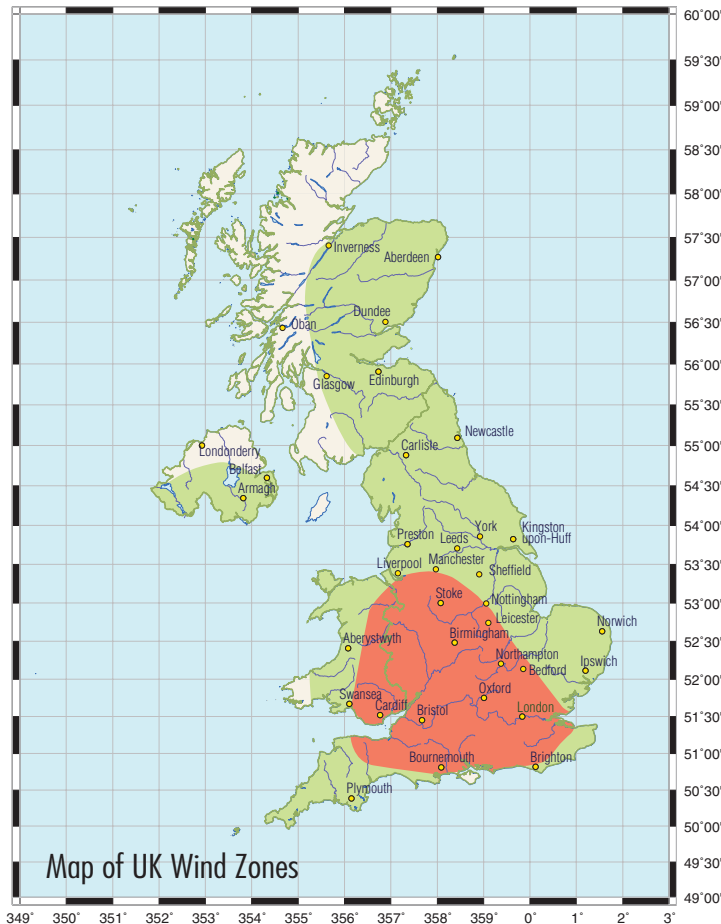 60°00'
59°30'
59°00'
58°30'
58°00'
57°30'
Inverness
Aberdeen
57°00'
Dundee
56°30'
Oban
56°00'
Glasgow
Edinburgh
55°30'
Newcastle
55°00'
Londonderry
Carlisle
Belfast
54°30'
Armagh
54°00'
York
Kingston
upon-Huff
Preston
Leeds
53°30'
Manchester
Liverpool
Sheffield
Stoke
Nottingham
53°00'
Leicester
Norwich
Birmingham
Aberystwyth
52°30'
Northampton
Bedford
Ipswich
52°00'
Swansea
Oxford
Cardiff
Bristol
London
51°30'
51°00'
Bournemouth
Brighton
Plymouth
50°30'
50°00'
Map of UK Wind Zones
49°30'
49°00'
349° 350° 351° 352° 353° 354° 355° 356° 357° 358° 359° 0° 1° 2° 3°